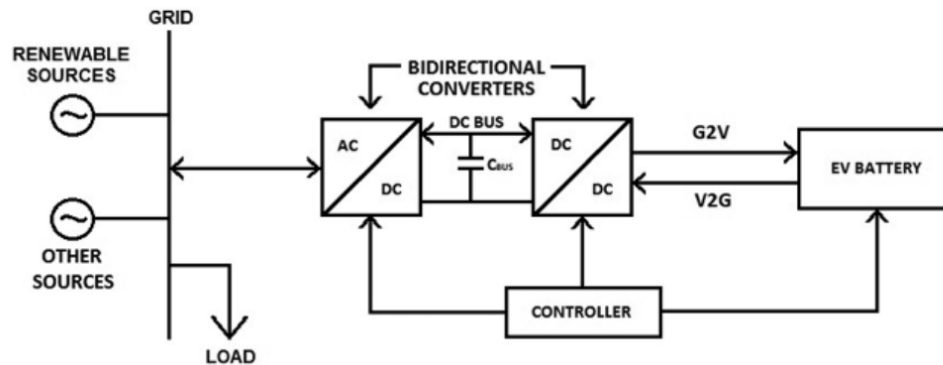 GRID
RENEWABLE
SOURCES
BIDIRECTIONAL
CONVERTERS
AC
DC
DC BUS
CBUS
DC
DC
G2V
V2G
EV BATTERY
OTHER
SOURCES
CONTROLLER
LOAD